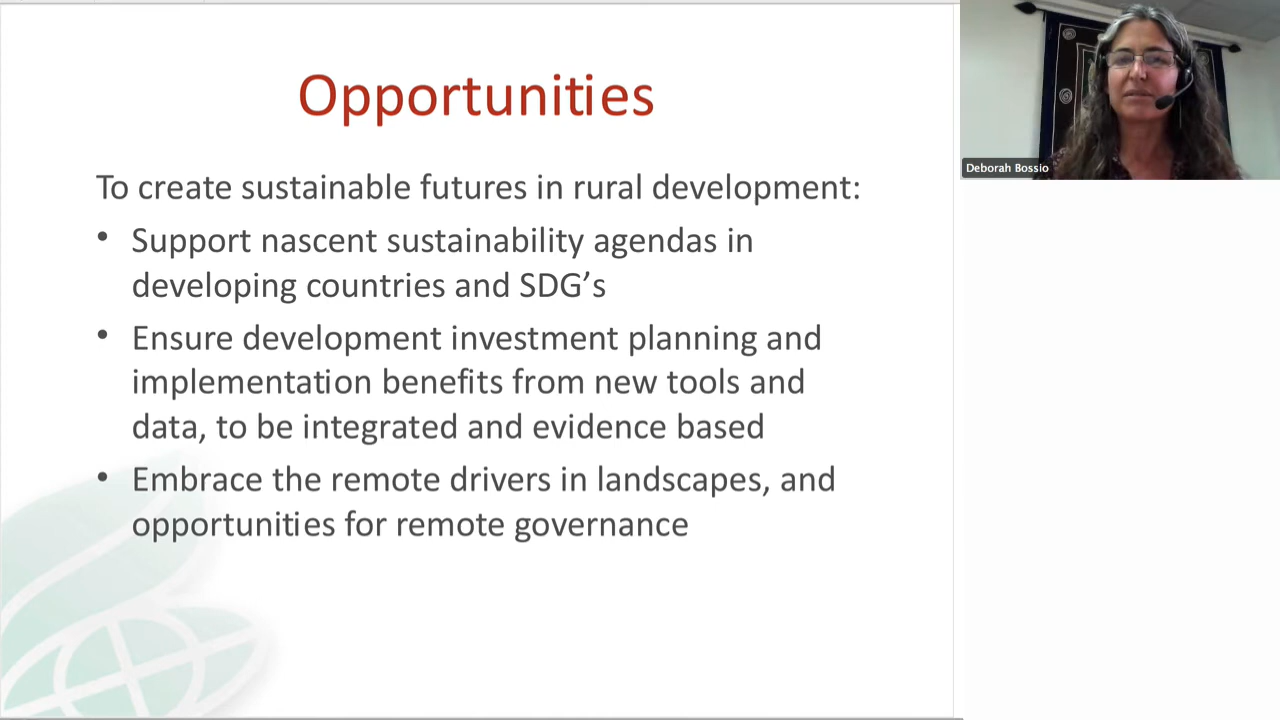 Opportunities
To create sustainable futures in rural development:
• Support nascent sustainability agendas in
developing countries and SDG’s
• Ensure development investment planning and
implementation benefits from new tools and
data, to be integrated and evidence based
• Embrace the remote drivers in landscapes, and
opportunities for remote governance
Deborah Bossio